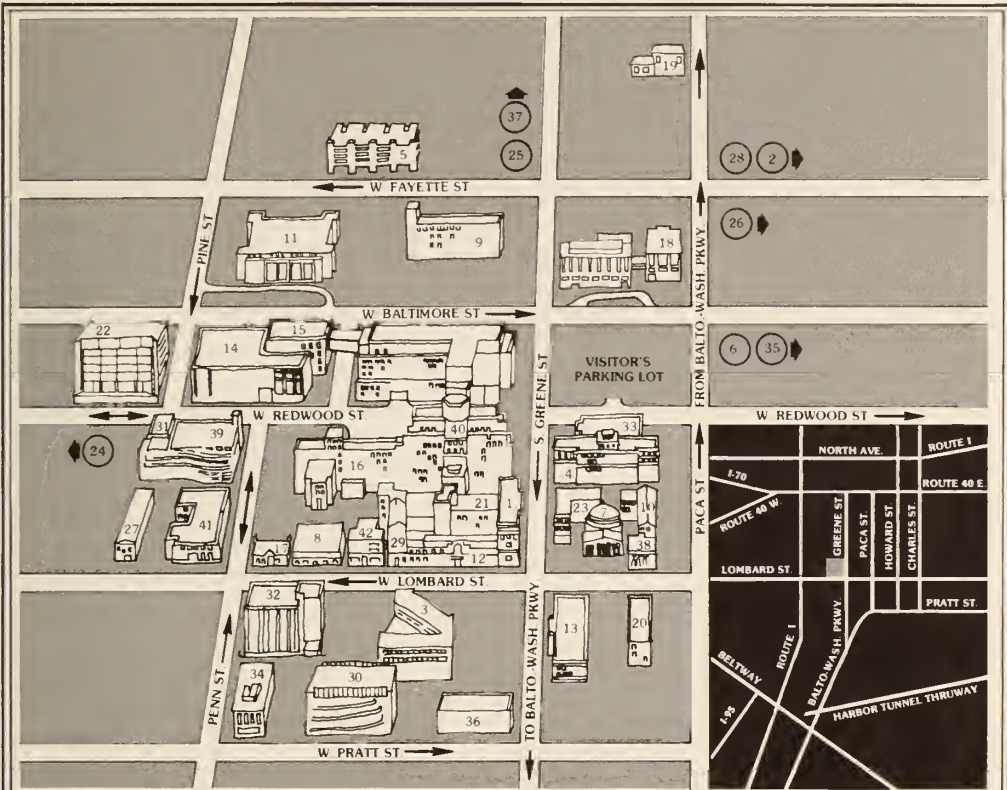 19
37
5
25
28 2
W FAYETTE ST
PINE ST
11
9
18
26
FROM BALTO.-WASH. PKWY.
W BALTIMORE ST
22
15
14
6 35
VISITOR'S
PARKING LOT
S. GREENE ST
W REDWOOD ST
W REDWOOD ST
31
39
40
33
24
16
4
PACA ST
27
41
21
1
23
7
10
17
8
42
29
12
38
W LOMBARD ST.
32
3
13
20
34
30
36
PENN ST.
TO BALTO.-WASH. PKWY.
W PRATT ST.
NORTH AVE.
ROUTE 1
I-70
ROUTE 40 E.
ROUTE 40 W.
GREENE ST
PACA ST.
HOWARD ST.
CHARLES ST.
LOMBARD ST.
PRATT ST.
BELTWAY
ROUTE 1
BALTO-WASH. PKWY.
I-95
HARBOR TUNNEL THRUWAY